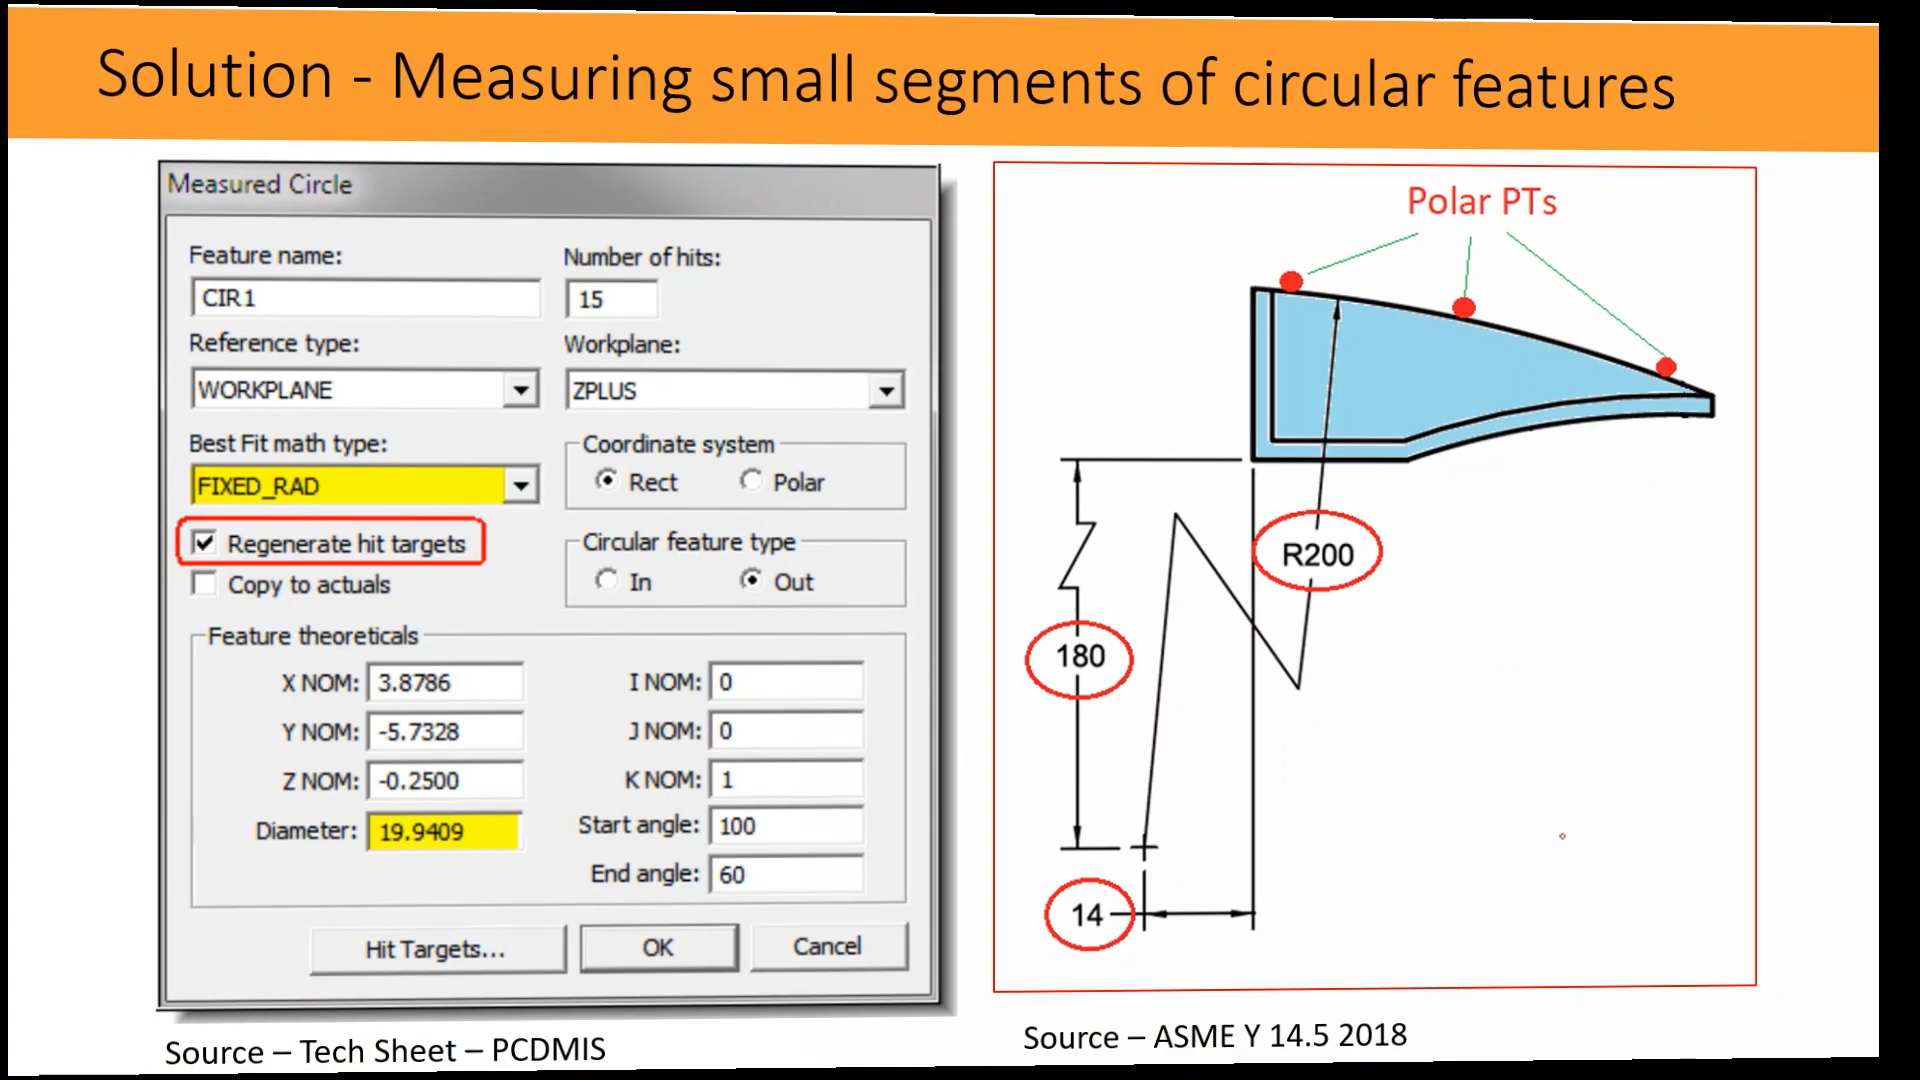 Solution - Measuring small segments of circular features
Measured Circle
Feature name:
CIR1
Number of hits:
15
Reference type:
WORKPLANE
Workplane:
ZPLUS
Best Fit math type:
FIXED_RAD
Coordinate system
Rect
Polar
Regenerate hit targets
Copy to actuals
Circular feature type
In
Out
Feature theoreticals
X NOM: 3.8786
Y NOM: -5.7328
Z NOM: -0.2500
Diameter: 19.9409
I NOM: 0
J NOM: 0
K NOM: 1
Start angle: 100
End angle: 60
Hit Targets...
OK
Cancel
Source – Tech Sheet – PCDMIS
Polar PTs
R200
180
14
Source – ASME Y 14.5 2018